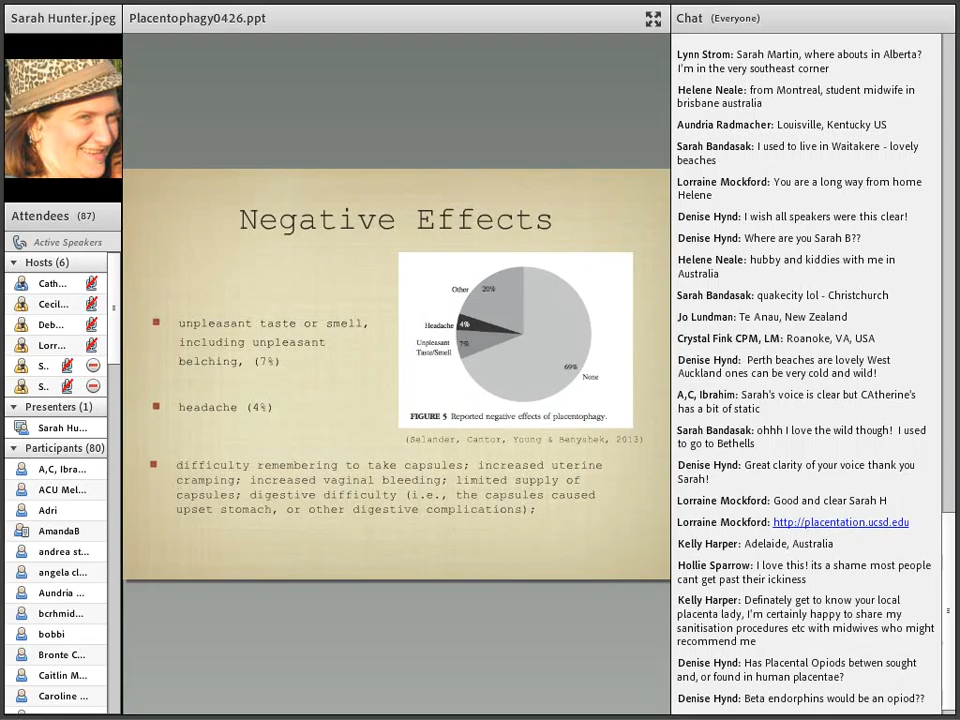 Sarah Hunter.jpeg
Placentophagy0426.ppt
Chat (Everyone)
Attendees (87)
Active Speakers
Hosts (6)
Cath...
Cecil...
Deb...
Lorr...
S..
S..
Presenters (1)
Sarah Hu...
Participants (80)
A,C, Ibra...
ACU Mel...
Adri
AmandaB
andrea st...
angela cl...
Aundria ...
bcrhmid...
bobbi
Bronte C...
Caitlin M...
Caroline ...
Negative Effects
unpleasant taste or smell,
including unpleasant
belching, (7%)
headache (4%)
Other 20%
Headache 4%
Unpleasant
Taste/Smell
7%
69%
None
FIGURE 5 Reported negative effects of placentophagy.
(Selander, Cantor, Young & Benyshek, 2013)
difficulty remembering to take capsules; increased uterine
cramping; increased vaginal bleeding; limited supply of
capsules; digestive difficulty (i.e., the capsules caused
upset stomach, or other digestive complications);
Lynn Strom: Sarah Martin, where abouts in Alberta?
I'm in the very southeast corner
Helene Neale: from Montreal, student midwife in
brisbane australia
Aundria Radmacher: Louisville, Kentucky US
Sarah Bandasak: I used to live in Waitakere - lovely
beaches
Lorraine Mockford: You are a long way from home
Helene
Denise Hynd: I wish all speakers were this clear!
Denise Hynd: Where are you Sarah B??
Helene Neale: hubby and kiddies with me in
Australia
Sarah Bandasak: quakecity lol - Christchurch
Jo Lundman: Te Anau, New Zealand
Crystal Fink CPM, LM: Roanoke, VA, USA
Denise Hynd: Perth beaches are lovely West
Auckland ones can be very cold and wild!
A,C, Ibrahim: Sarah's voice is clear but CAtherine's
has a bit of static
Sarah Bandasak: ohhh I love the wild though! I used
to go to Bethells
Denise Hynd: Great clarity of your voice thank you
Sarah!
Lorraine Mockford: Good and clear Sarah H
Lorraine Mockford: http://placentation.ucsd.edu
Kelly Harper: Adelaide, Australia
Hollie Sparrow: I love this! its a shame most people
cant get past their ickiness
Kelly Harper: Definately get to know your local
placenta lady, I'm certainly happy to share my
sanitisation procedures etc with midwives who might
recommend me
Denise Hynd: Has Placental Opiods betwen sought
and, or found in human placentae?
Denise Hynd: Beta endorphins would be an opiod??